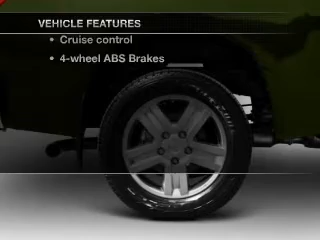 VEHICLE FEATURES
• Cruise control
• 4-wheel ABS Brakes